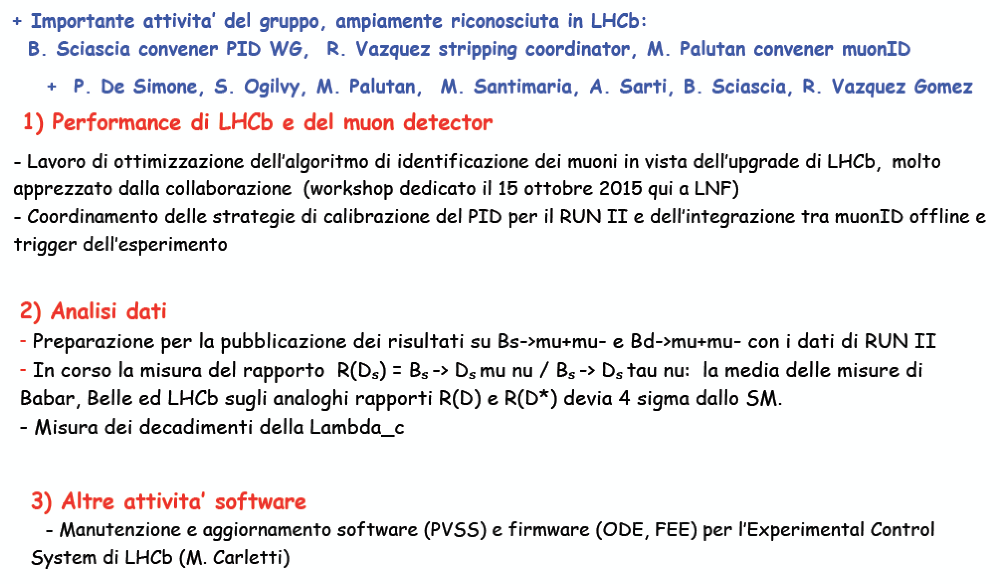 + Importante attivita’ del gruppo, ampiamente riconosciuta in LHCb:
B. Sciascia convener PID WG, R. Vazquez stripping coordinator, M. Palutan convener muonID
+ P. De Simone, S. Ogilvy, M. Palutan, M. Santimaria, A. Sarti, B. Sciascia, R. Vazquez Gomez
1) Performance di LHCb e del muon detector
- Lavoro di ottimizzazione dell’algoritmo di identificazione dei muoni in vista dell’upgrade di LHCb, molto
apprezzato dalla collaborazione (workshop dedicato il 15 ottobre 2015 qui a LNF)
- Coordinamento delle strategie di calibrazione del PID per il RUN II e dell’integrazione tra muonID offline e
trigger dell’esperimento
2) Analisi dati
- Preparazione per la pubblicazione dei risultati su Bs->mu+mu- e Bd->mu+mu- con i dati di RUN II
- In corso la misura del rapporto R(Dₛ) = Bₛ -> Dₛ mu nu / Bₛ -> Dₛ tau nu: la media delle misure di
Babar, Belle ed LHCb sugli analoghi rapporti R(D) e R(D*) devia 4 sigma dallo SM.
- Misura dei decadimenti della Lambda_c
3) Altre attivita’ software
- Manutenzione e aggiornamento software (PVSS) e firmware (ODE, FEE) per l’Experimental Control
System di LHCb (M. Carletti)